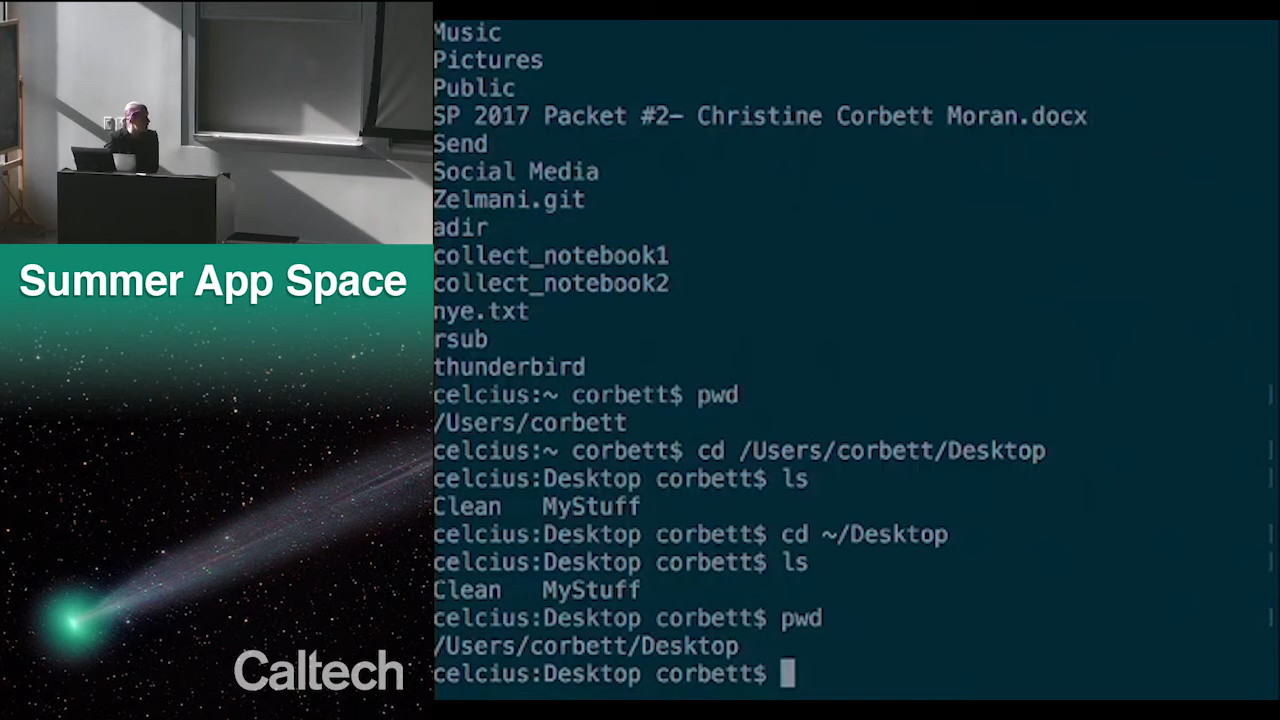 Summer App Space
Caltech
Music
Pictures
Public
SP 2017 Packet #2- Christine Corbett Moran.docx
Send
Social Media
Zelmani.git
adir
collect_notebook1
collect_notebook2
nye.txt
rsub
thunderbird
celcius:~ corbett$ pwd
/Users/corbett
celcius:~ corbett$ cd /Users/corbett/Desktop
celcius:Desktop corbett$ ls
Clean MyStuff
celcius:Desktop corbett$ cd ~/Desktop
celcius:Desktop corbett$ ls
Clean MyStuff
celcius:Desktop corbett$ pwd
/Users/corbett/Desktop
celcius:Desktop corbett$